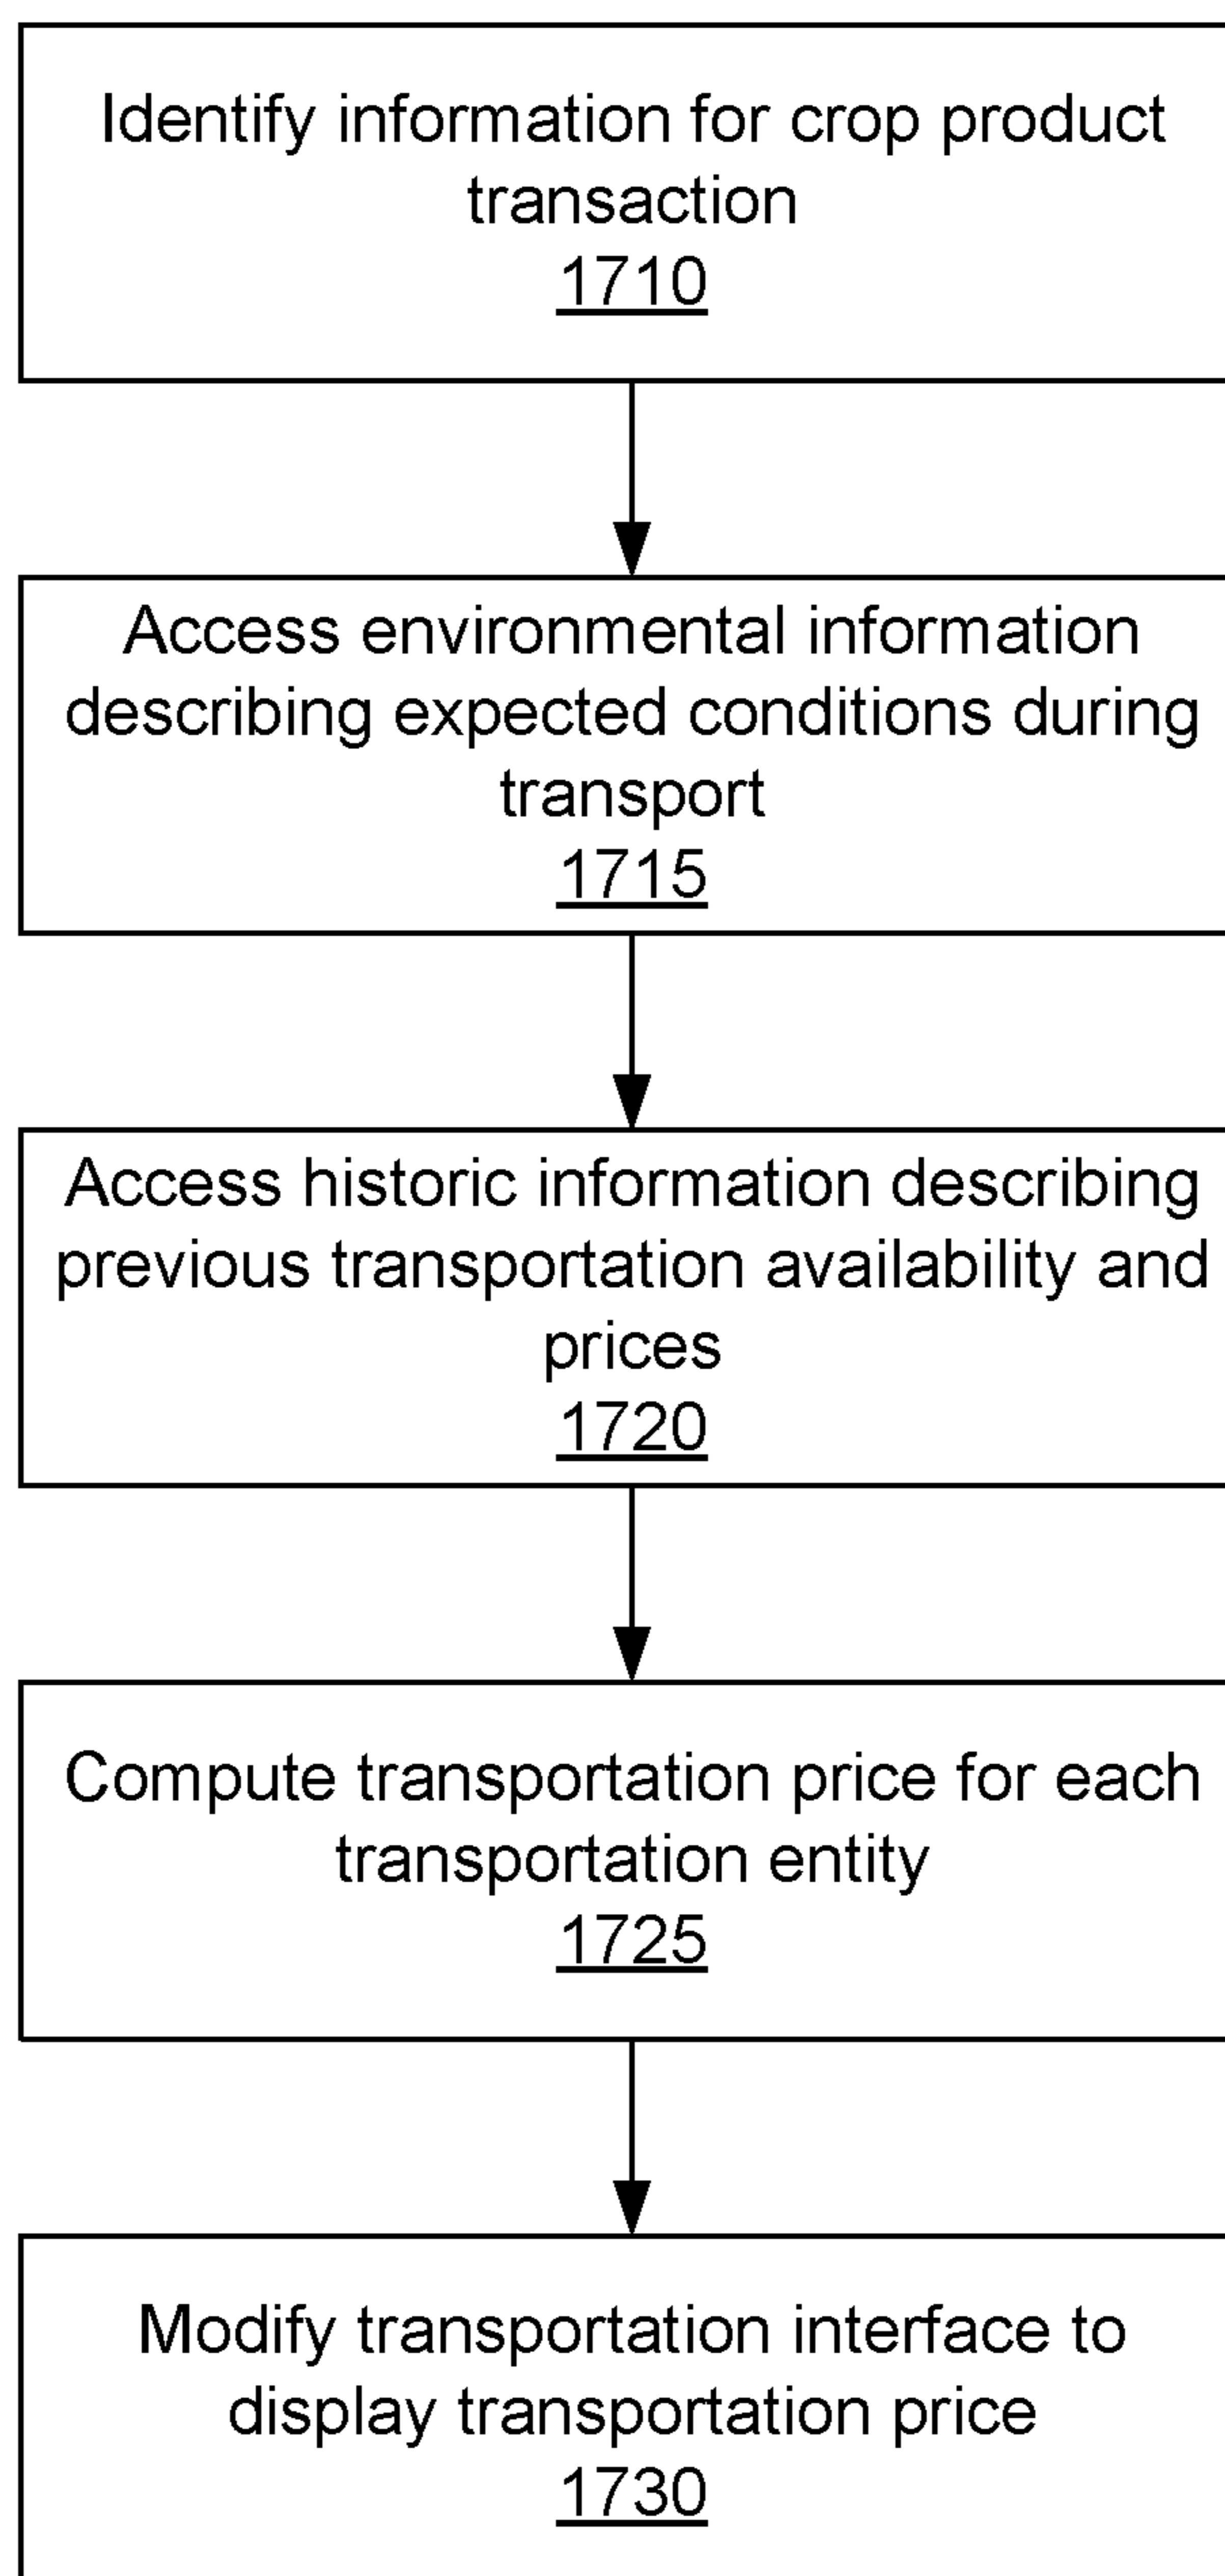 Identify information for crop product
transaction
1710
Access environmental information
describing expected conditions during
transport
1715
Access historic information describing
previous transportation availability and
prices
1720
Compute transportation price for each
transportation entity
1725
Modify transportation interface to
display transportation price
1730